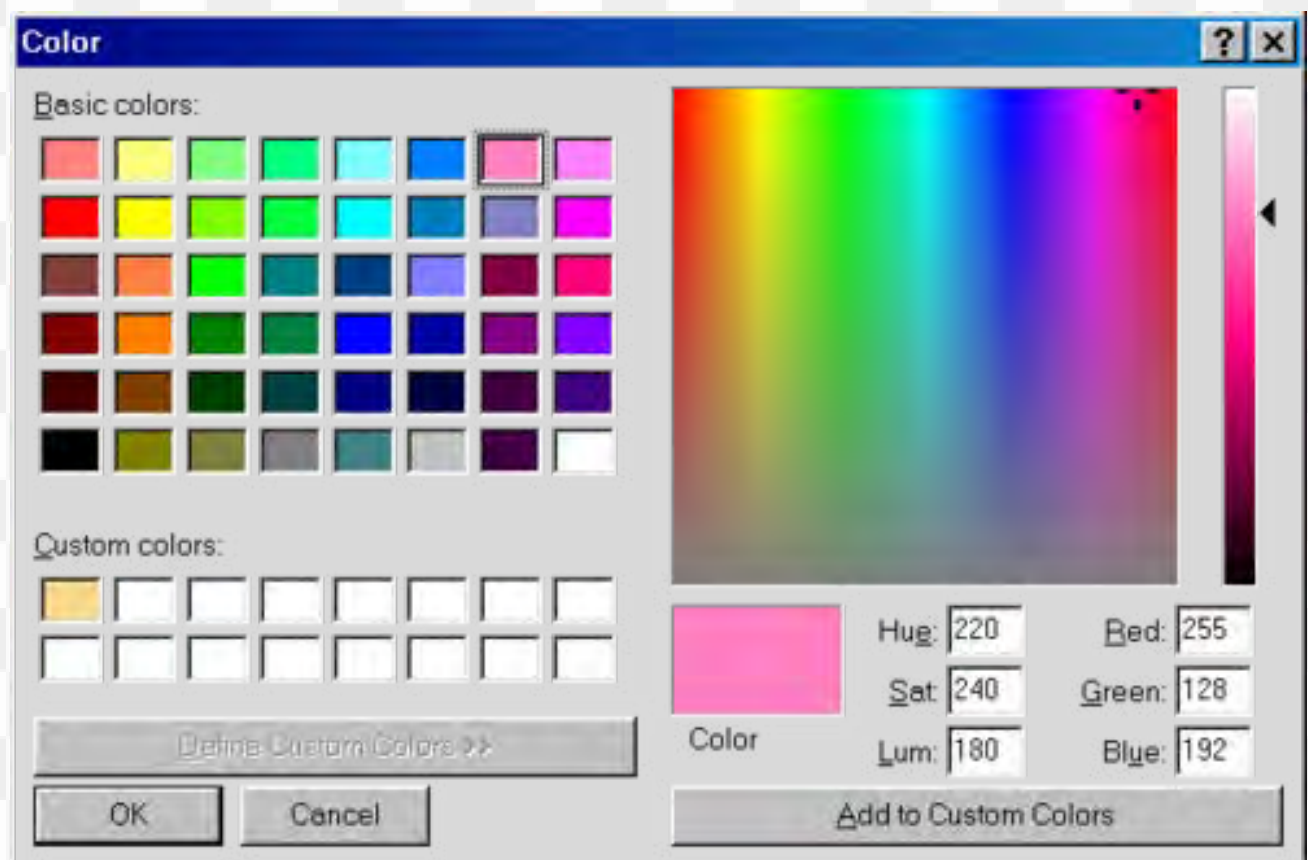 Color
Basic colors:
Custom colors:
Define Custom Colors >>
OK Cancel
Hue: 220 Red: 255
Sat: 240 Green: 128
Color Lum: 180 Blue: 192
Add to Custom Colors